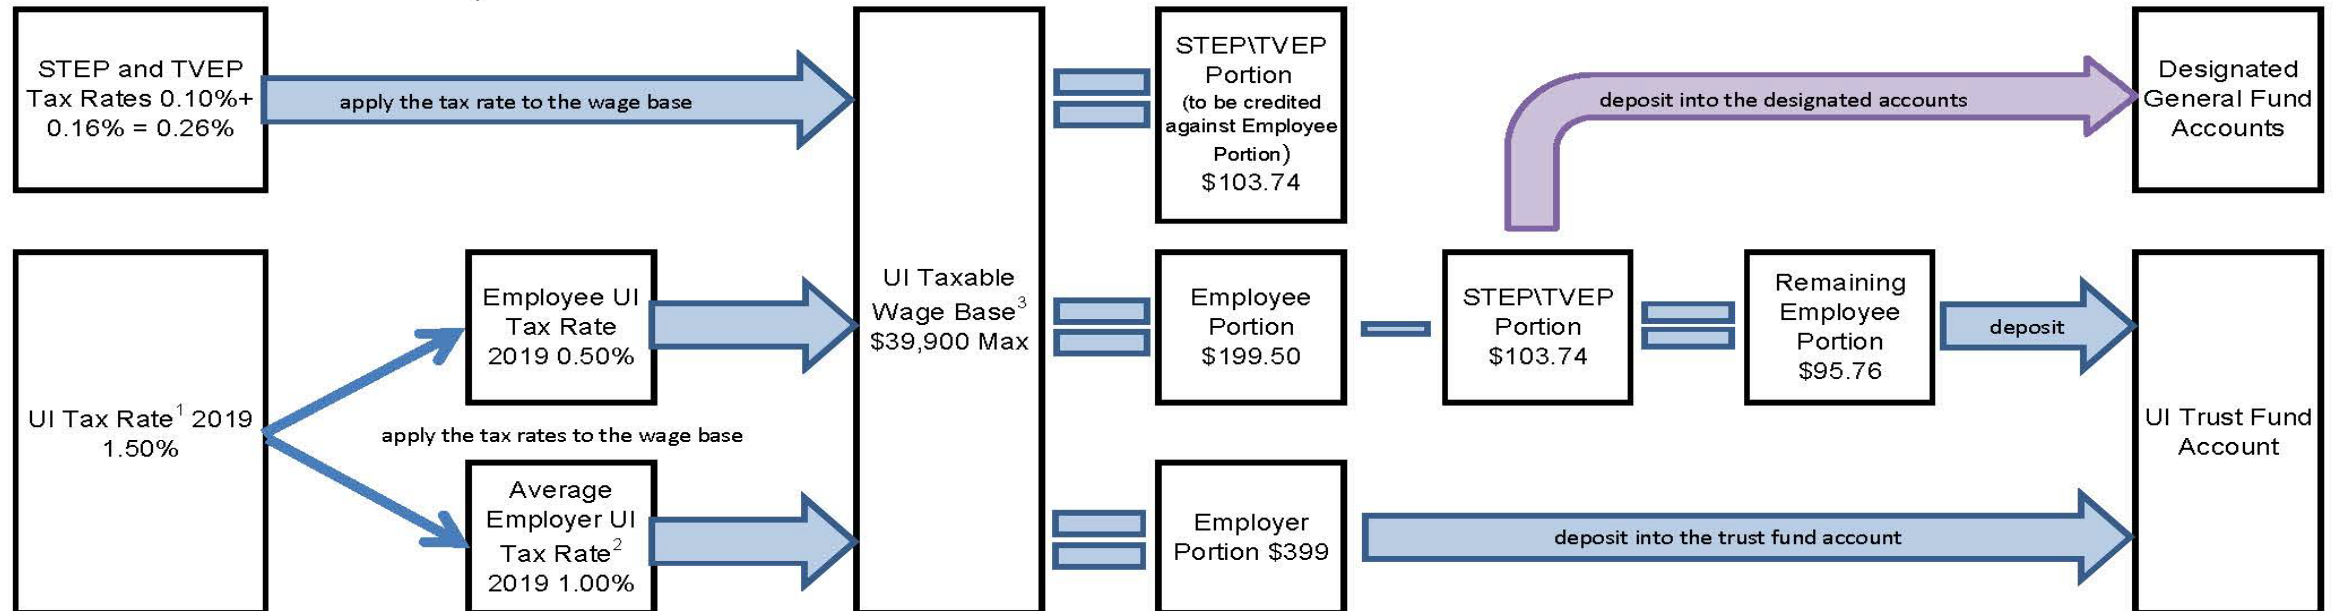 STEP and TVEP
Tax Rates 0.10%+
0.16% = 0.26%
apply the tax rate to the wage base
STEP\TVEP
Portion
(to be credited
against Employee
Portion)
$103.74
deposit into the designated accounts
Designated
General Fund
Accounts
UI Tax Rate¹ 2019
1.50%
Employee UI
Tax Rate
2019 0.50%
apply the tax rates to the wage base
Average
Employer UI
Tax Rate²
2019 1.00%
UI Taxable
Wage Base³
$39,900 Max
Employee
Portion
$199.50
STEP\TVEP
Portion
$103.74
Remaining
Employee
Portion
$95.76
deposit
Employer
Portion $399
deposit into the trust fund account
UI Trust Fund
Account